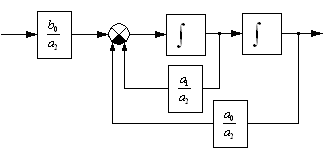 b₀/a₂
∫
∫
a₁/a₂
a₀/a₂